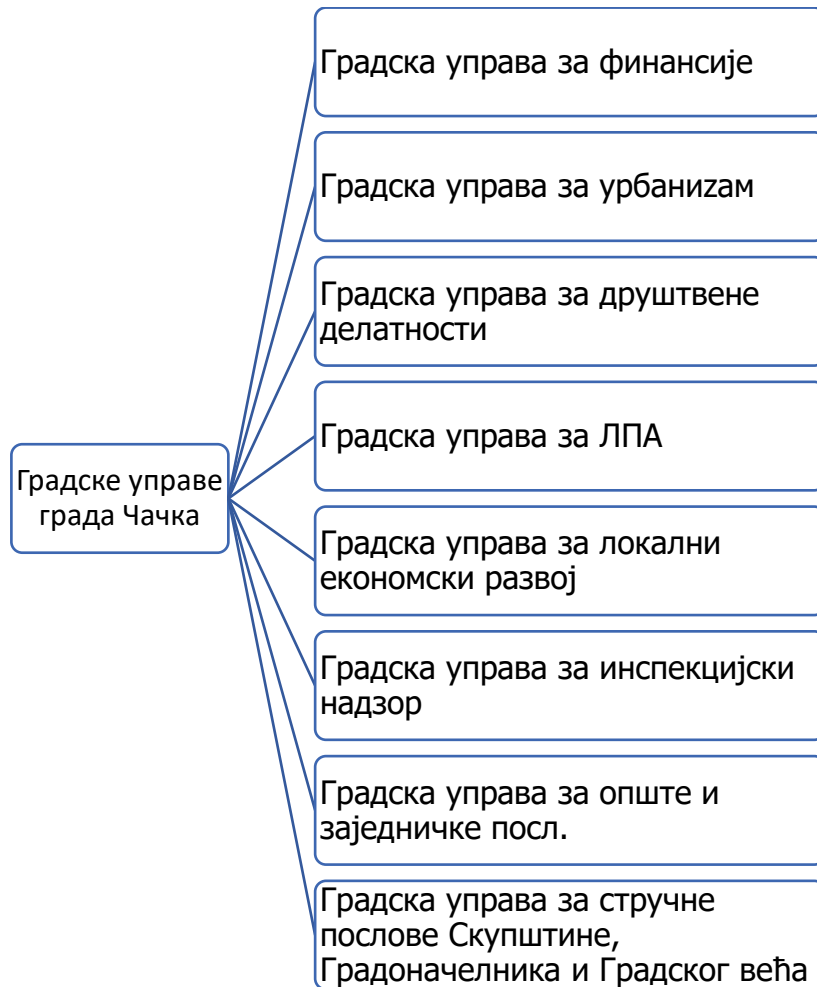 Градска управа за финансије
Градска управа за урбаниzам
Градска управа за друштвене
делатности
Градска управа за ЛПА
Градске управе
града Чачка
Градска управа за локални
економски развој
Градска управа за инспекцијски
надзор
Градска управа за опште и
заједничке посл.
Градска управа за стручне
послове Скупштине,
Градоначелника и Градског већа